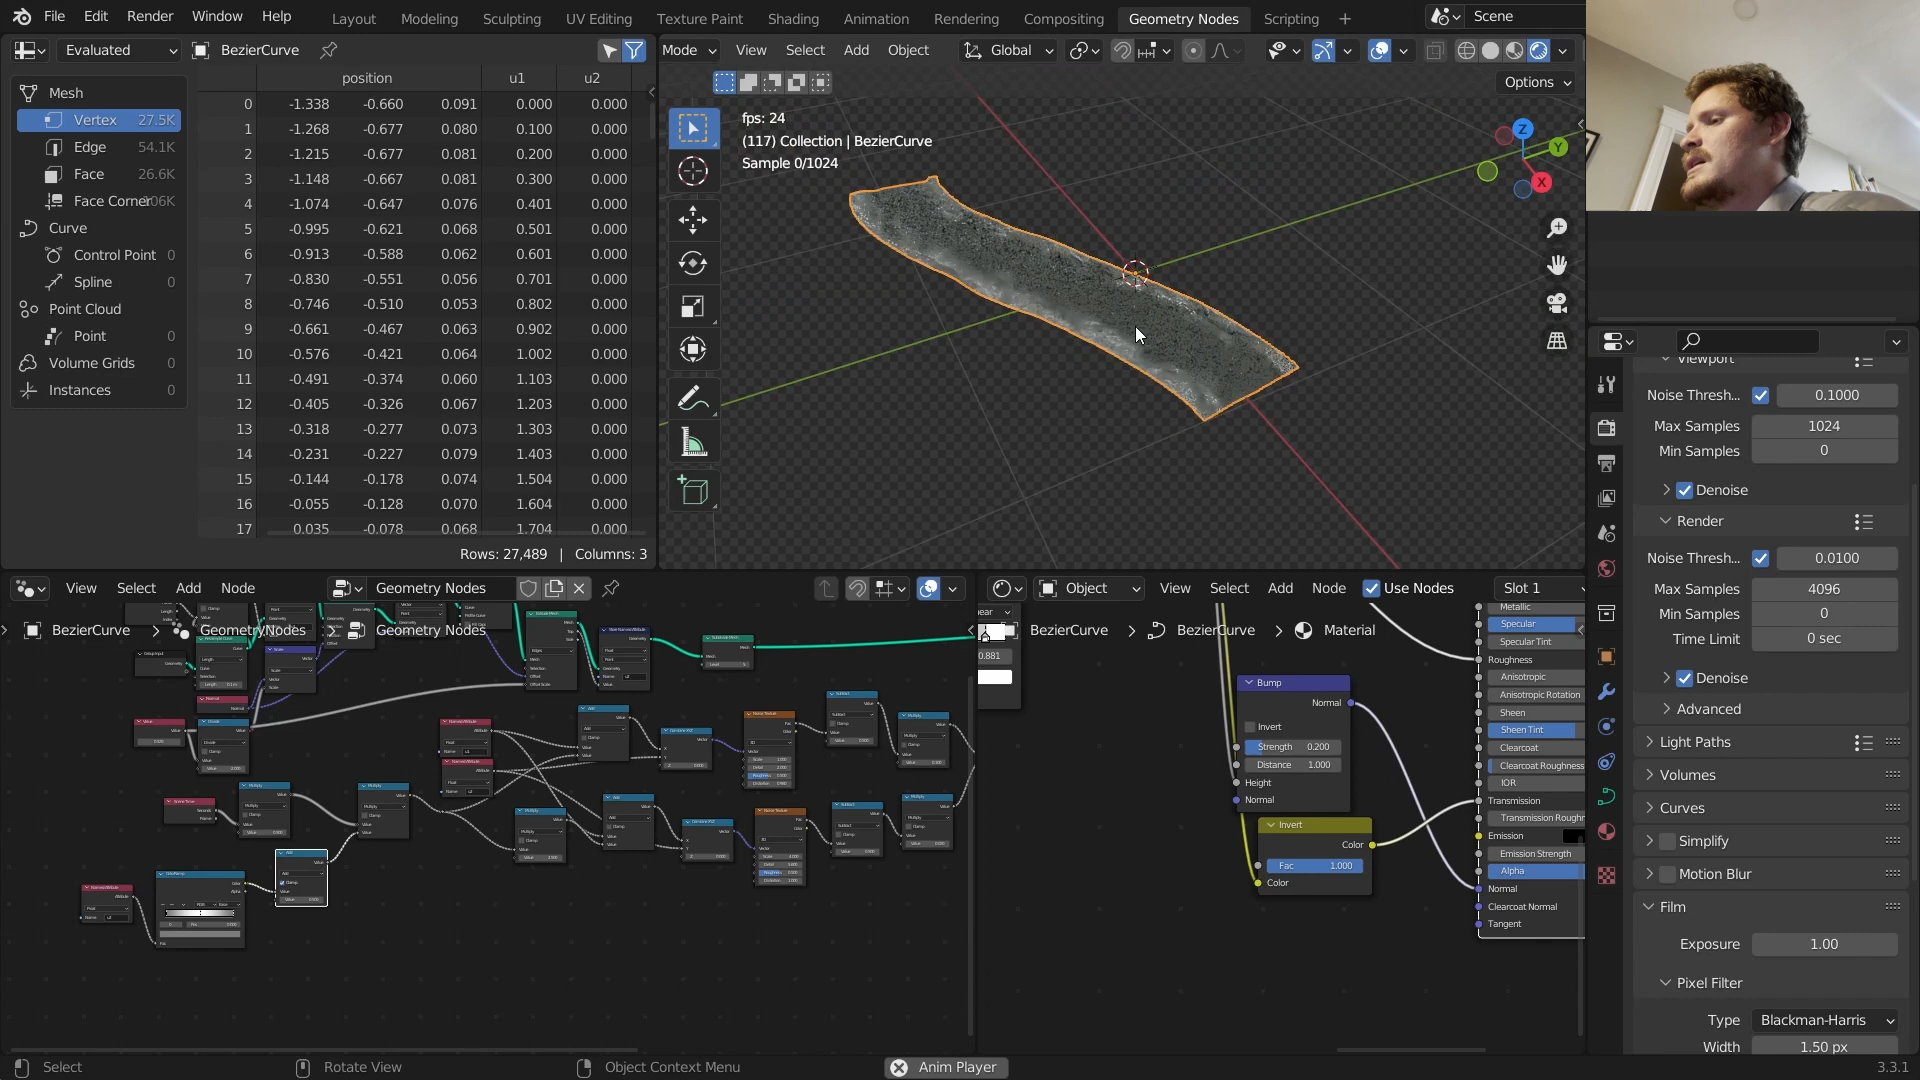 File Edit Render Window Help
Layout Modeling Sculpting UV Editing Texture Paint Shading Animation Rendering Compositing Geometry Nodes Scripting +
Scene
Evaluated
BezierCurve
Mode View Select Add Object
Global
Options
position u1 u2
Mesh
Vertex 27.5K
Edge 54.1K
Face 26.6K
Face Corner
Curve
Control Point 0
Spline 0
Point Cloud
Point 0
Volume Grids
Instances 0
0 -1.338 -0.660 0.091 0.000 0.000
1 -1.268 -0.677 0.080 0.100 0.000
2 -1.215 -0.677 0.081 0.200 0.000
3 -1.148 -0.667 0.081 0.300 0.000
4 -1.074 -0.647 0.076 0.401 0.000
5 -0.995 -0.621 0.068 0.501 0.000
6 -0.913 -0.588 0.062 0.601 0.000
7 -0.830 -0.551 0.056 0.701 0.000
8 -0.746 -0.510 0.053 0.802 0.000
9 -0.661 -0.467 0.063 0.902 0.000
10 -0.576 -0.421 0.064 1.002 0.000
11 -0.491 -0.374 0.060 1.103 0.000
12 -0.405 -0.326 0.067 1.203 0.000
13 -0.318 -0.277 0.073 1.303 0.000
14 -0.231 -0.227 0.079 1.403 0.000
15 -0.144 -0.178 0.074 1.504 0.000
16 -0.055 -0.128 0.070 1.604 0.000
17 0.035 -0.078 0.068 1.704 0.000
Rows: 27,489 | Columns: 3
fps: 24
(117) Collection | BezierCurve
Sample 0/1024
Z
Y
X
Viewport
Noise Thresh... 0.1000
Max Samples 1024
Min Samples 0
Denoise
Render
Noise Thresh... 0.0100
Max Samples 4096
Min Samples 0
Time Limit 0 sec
Denoise
Advanced
Light Paths
Volumes
Curves
Simplify
Motion Blur
Film
Exposure 1.00
Pixel Filter
Type Blackman-Harris
Width 1.50 px
View Select Add Node
Geometry Nodes
BezierCurve > GeometryNodes > Geometry Nodes
Object
View Select Add Node
Use Nodes
Slot 1
BezierCurve > BezierCurve > Material
0.881
Bump
Normal
Invert
Strength 0.200
Distance 1.000
Height
Normal
Invert
Color
Fac 1.000
Color
Metallic
Specular
Specular Tint
Roughness
Anisotropic
Anisotropic Rotation
Sheen
Sheen Tint
Clearcoat
Clearcoat Roughness
IOR
Transmission
Transmission Roughn
Emission
Emission Strength
Alpha
Normal
Clearcoat Normal
Tangent
Select
Rotate View
Object Context Menu
Anim Player
3.3.1